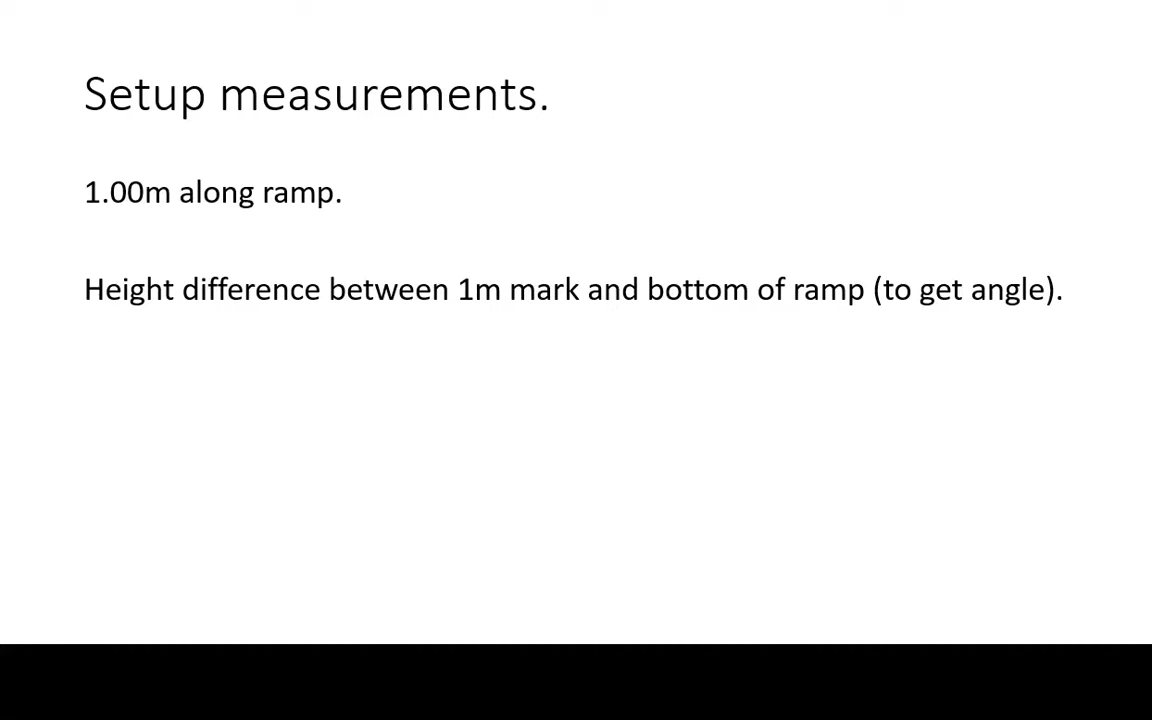 Setup measurements.
1.00m along ramp.
Height difference between 1m mark and bottom of ramp (to get angle).